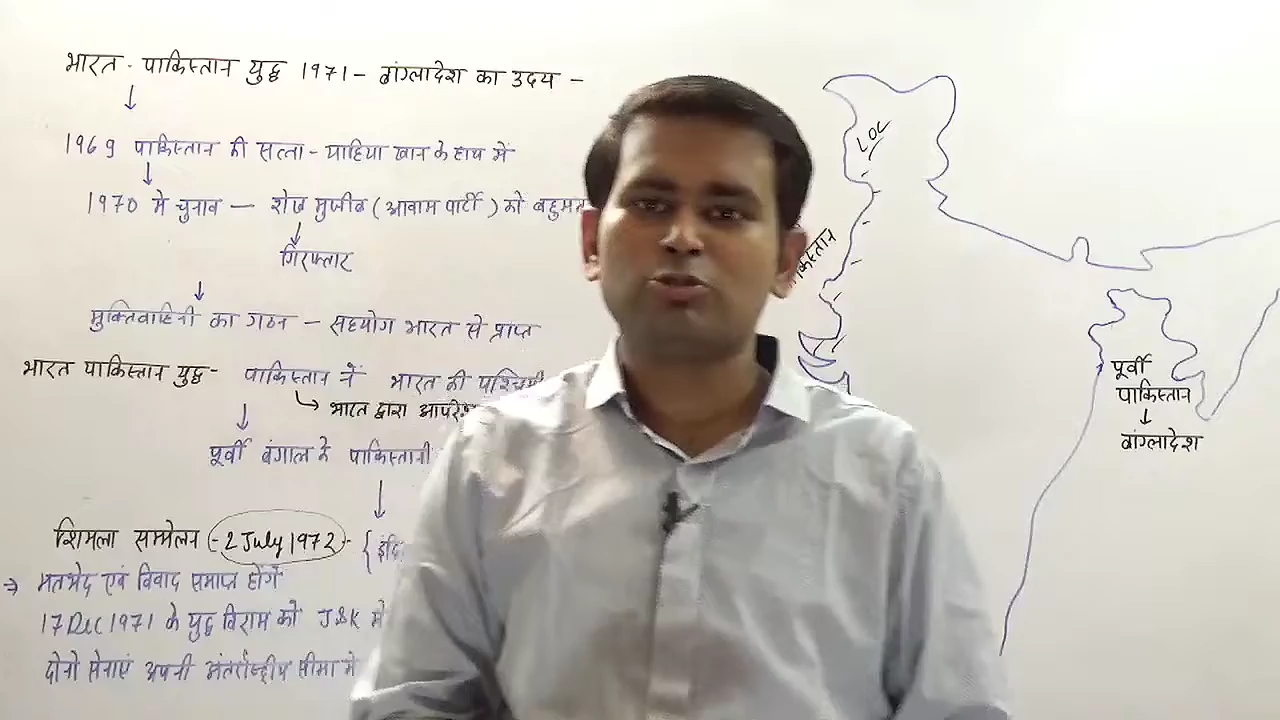 भारत - पाकिस्तान युद्ध 1971 - बांग्लादेश का उदय -
1969 पाकिस्तान की सत्ता - याहिया खान के हाथ में
1970 में चुनाव — शेख मुजीब (आवाम पार्टी) को बहुमत
गिरफ्तार
मुक्तिवाहिनी का गठन - सहयोग भारत से प्राप्त
भारत पाकिस्तान युद्ध - पाकिस्तान नें भारत की पश्चिमी
भारत द्वारा
पूर्वी बंगाल में पाकिस्तानी
शिमला सम्मेलन - 2 July 1972 - {
→ मतभेद एवं विवाद समाप्त होंगें
17 Dec 1971 के युद्ध विराम को J&K में
दोनो सेनाएं अपनी अंतर्राष्ट्रीय सीमा में
LOC
पूर्वी
पाकिस्तान
↓
बांग्लादेश